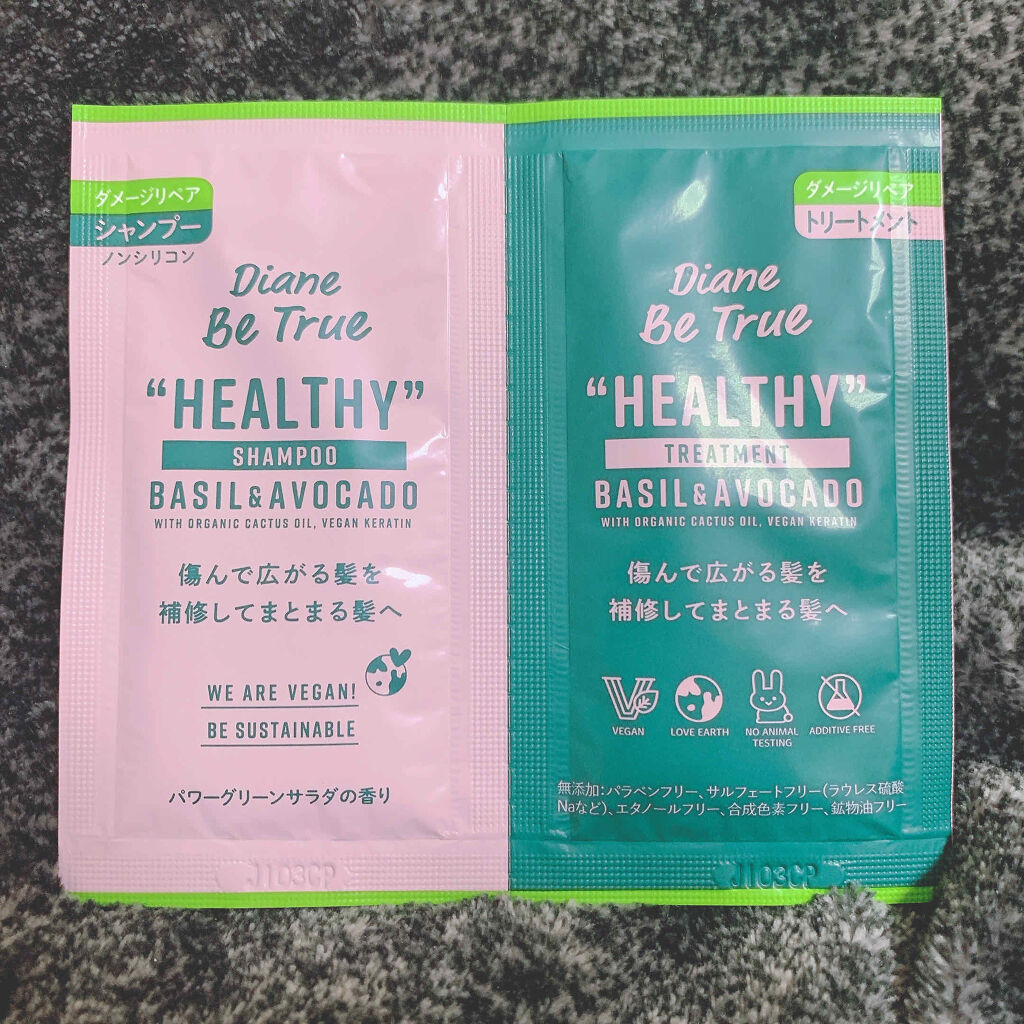 ダメージリペア
シャンプー
ノンシリコン
Diane
Be True
“HEALTHY”
SHAMPOO
BASIL&AVOCADO
WITH ORGANIC CACTUS OIL, VEGAN KERATIN
傷んで広がる髪を
補修してまとまる髪へ
WE ARE VEGAN!
BE SUSTAINABLE
パワーグリーンサラダの香り
J103CP
ダメージリペア
トリートメント
Diane
Be True
“HEALTHY”
TREATMENT
BASIL&AVOCADO
WITH ORGANIC CACTUS OIL, VEGAN KERATIN
傷んで広がる髪を
補修してまとまる髪へ
VEGAN
LOVE EARTH
NO ANIMAL
TESTING
ADDITIVE FREE
無添加:パラベンフリー、サルフェートフリー(ラウレス硫酸
Naなど)、エタノールフリー、合成色素フリー、鉱物油フリー
J103CP